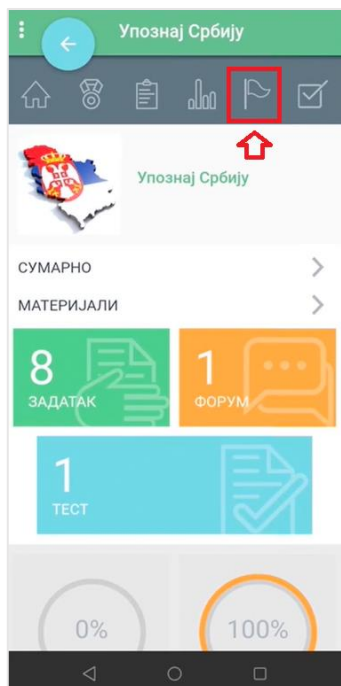 Упознај Србију
Упознај Србију
СУМАРНО
МАТЕРИЈАЛИ
8
ЗАДАТАК
1
ФОРУМ
1
ТЕСТ
0%
100%